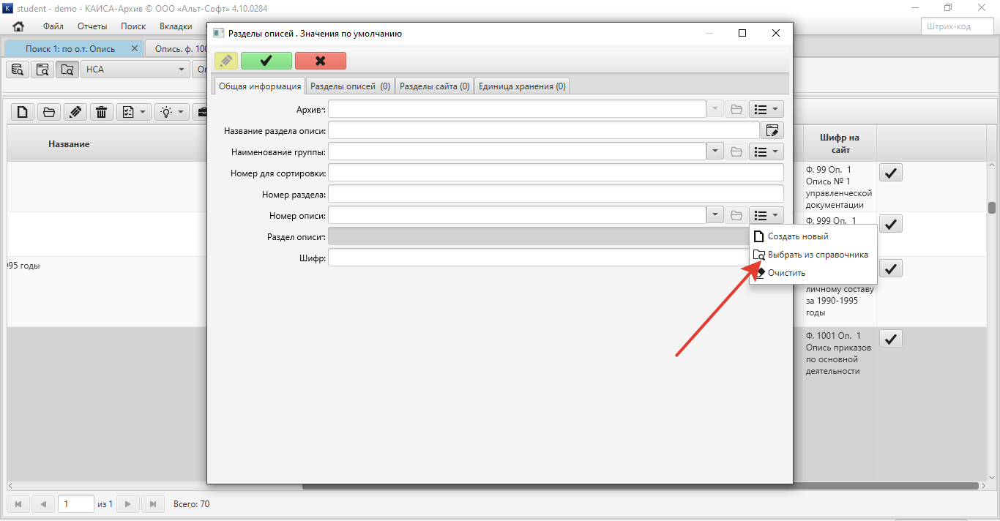 student - demo - КАИСА-Архив © ООО «Альт-Софт» 4.10.0284
Файл Отчеты Поиск Вкладки
Штрих-код
Поиск 1: по о.т. Опись
Опись. ф. 100
НСА
Оп
Разделы описей . Значения по умолчанию
Общая информация
Разделы описей (0)
Разделы сайта (0)
Единица хранения (0)
Архив*:
Название раздела описи:
Наименование группы:
Номер для сортировки:
Номер раздела:
Номер описи:
Раздел описи*:
Шифр:
Создать новый
Выбрать из справочника
Очистить
Название
Шифр на
сайт
Ф. 99 Оп. 1
Опись № 1
управленческой
документации
Ф. 999 Оп. 1
995 годы
личному составу
за 1990-1995
годы
Ф. 1001 Оп. 1
Опись приказов
по основной
деятельности
1 из 1
Всего: 70